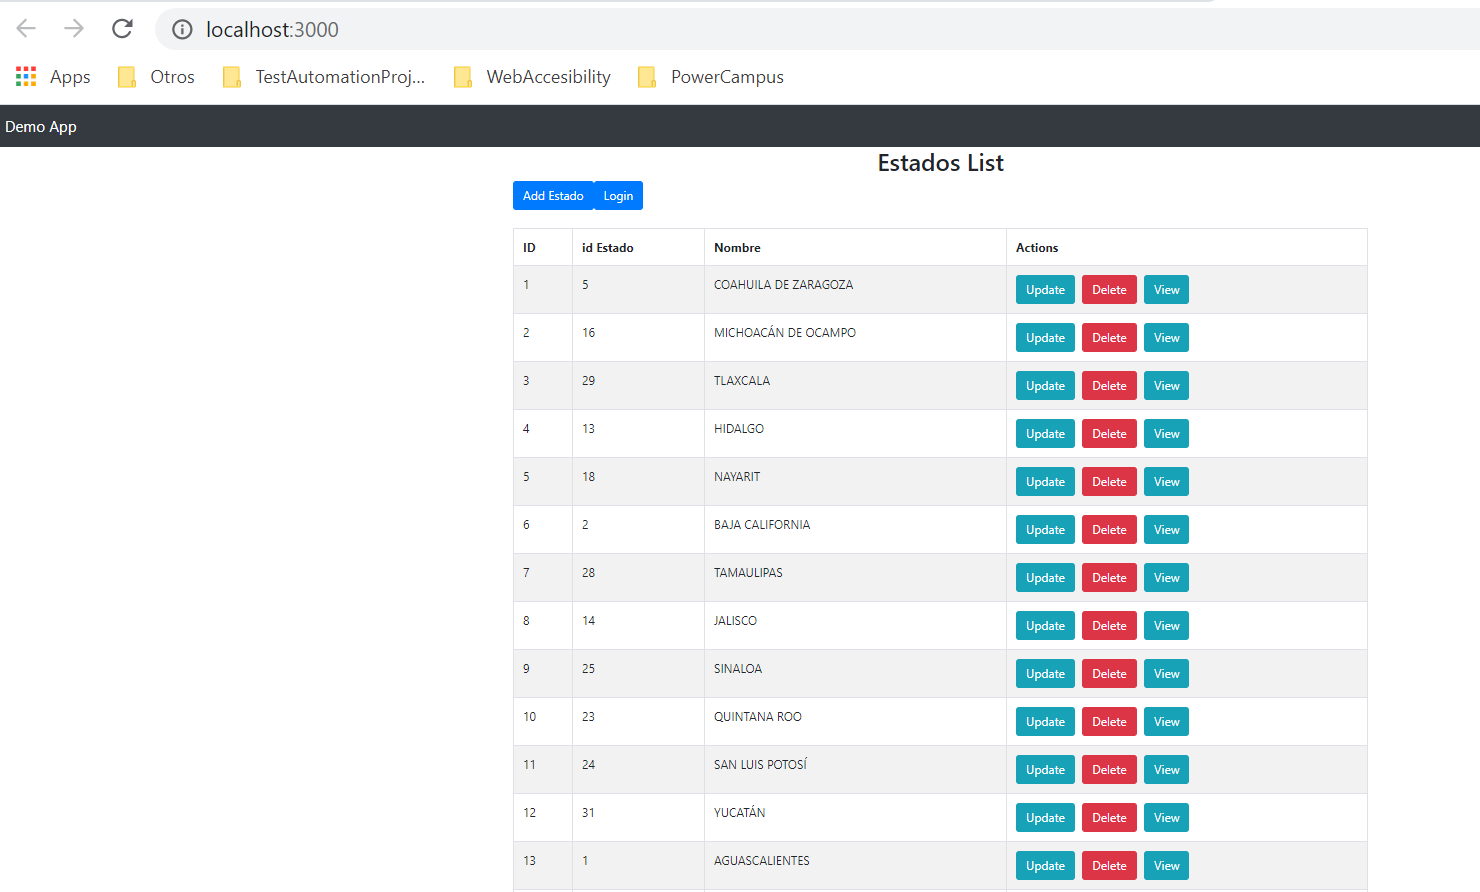 localhost:3000
Apps Otros TestAutomationProj... WebAccesibility PowerCampus
Demo App
Estados List
Add Estado Login
ID id Estado Nombre Actions
1 5 COAHUILA DE ZARAGOZA Update Delete View
2 16 MICHOACÁN DE OCAMPO Update Delete View
3 29 TLAXCALA Update Delete View
4 13 HIDALGO Update Delete View
5 18 NAYARIT Update Delete View
6 2 BAJA CALIFORNIA Update Delete View
7 28 TAMAULIPAS Update Delete View
8 14 JALISCO Update Delete View
9 25 SINALOA Update Delete View
10 23 QUINTANA ROO Update Delete View
11 24 SAN LUIS POTOSÍ Update Delete View
12 31 YUCATÁN Update Delete View
13 1 AGUASCALIENTES Update Delete View